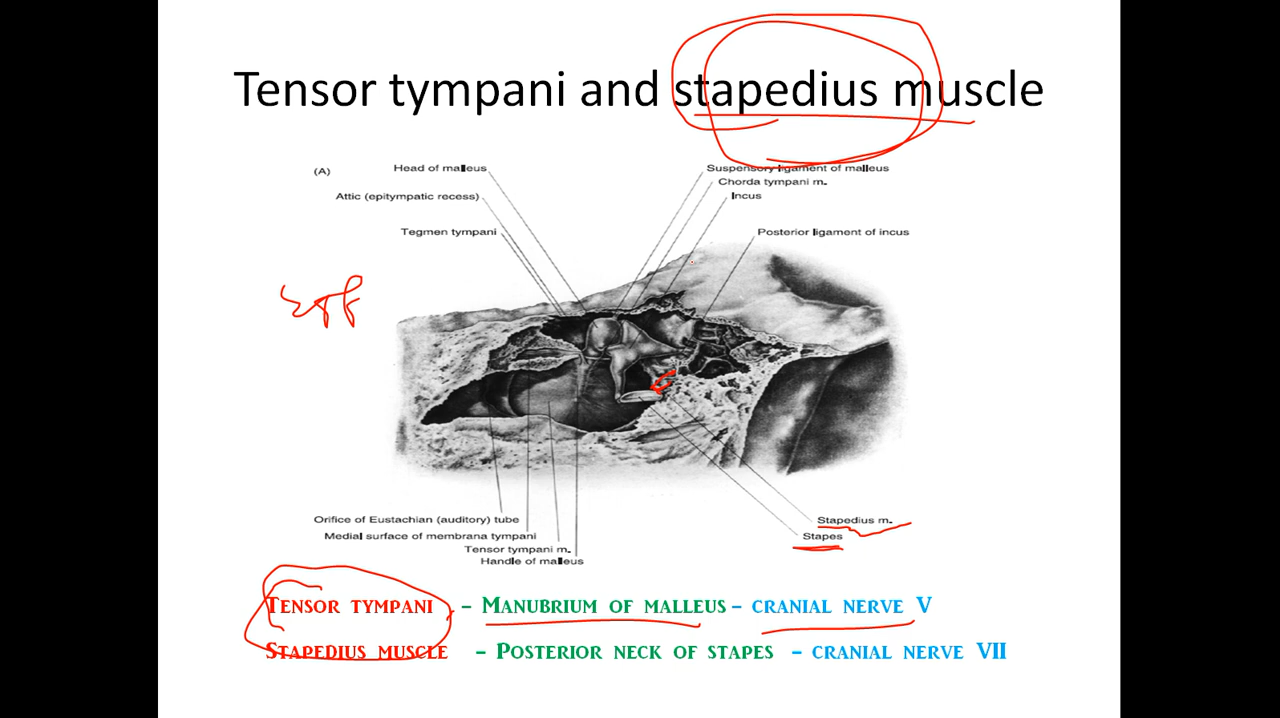 Tensor tympani and stapedius muscle
(A)
Head of malleus
Suspensory ligament of malleus
Chorda tympani m.
Attic (epitympatic recess)
Incus
Tegmen tympani
Posterior ligament of incus
Orifice of Eustachian (auditory) tube
Stapedius m.
Medial surface of membrana tympani
Stapes
Tensor tympani m.
Handle of malleus
Tensor tympani - Manubrium of malleus - cranial nerve V
Stapedius muscle - Posterior neck of stapes - cranial nerve VII